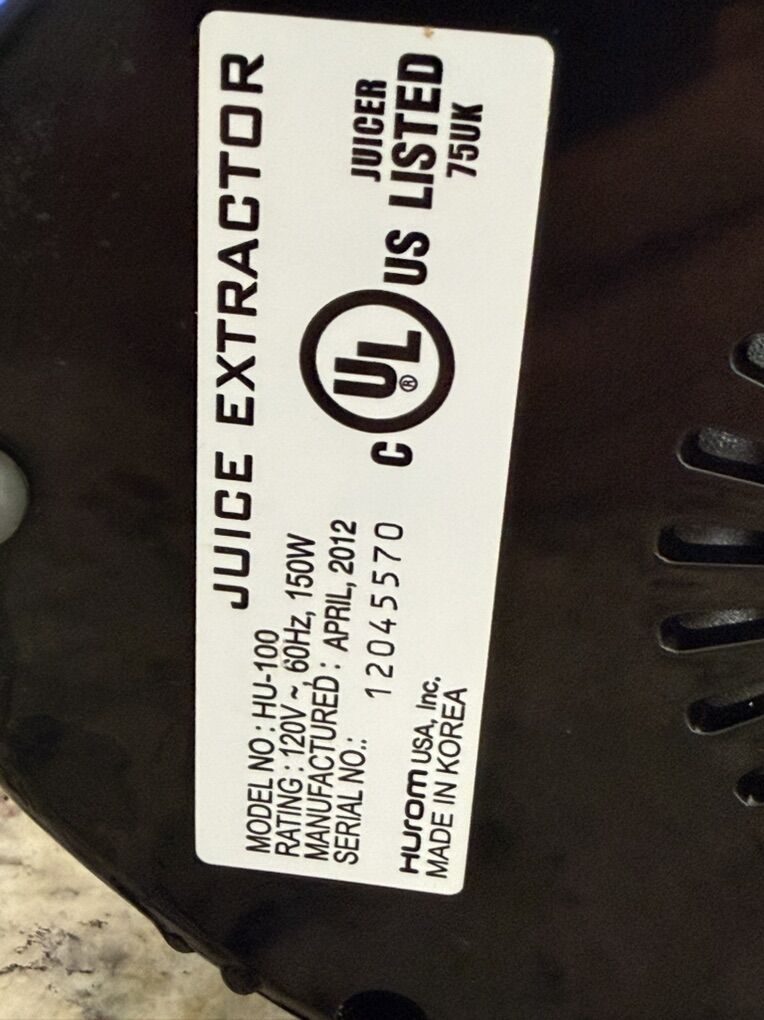 JUICE EXTRACTOR
MODEL NO : HU-100
RATING : 120V ~, 60Hz, 150W
MANUFACTURED : APRIL, 2012
SERIAL NO.: 12045570
HUrom USA, Inc.
MADE IN KOREA
C UL ® US LISTED
JUICER
75UK